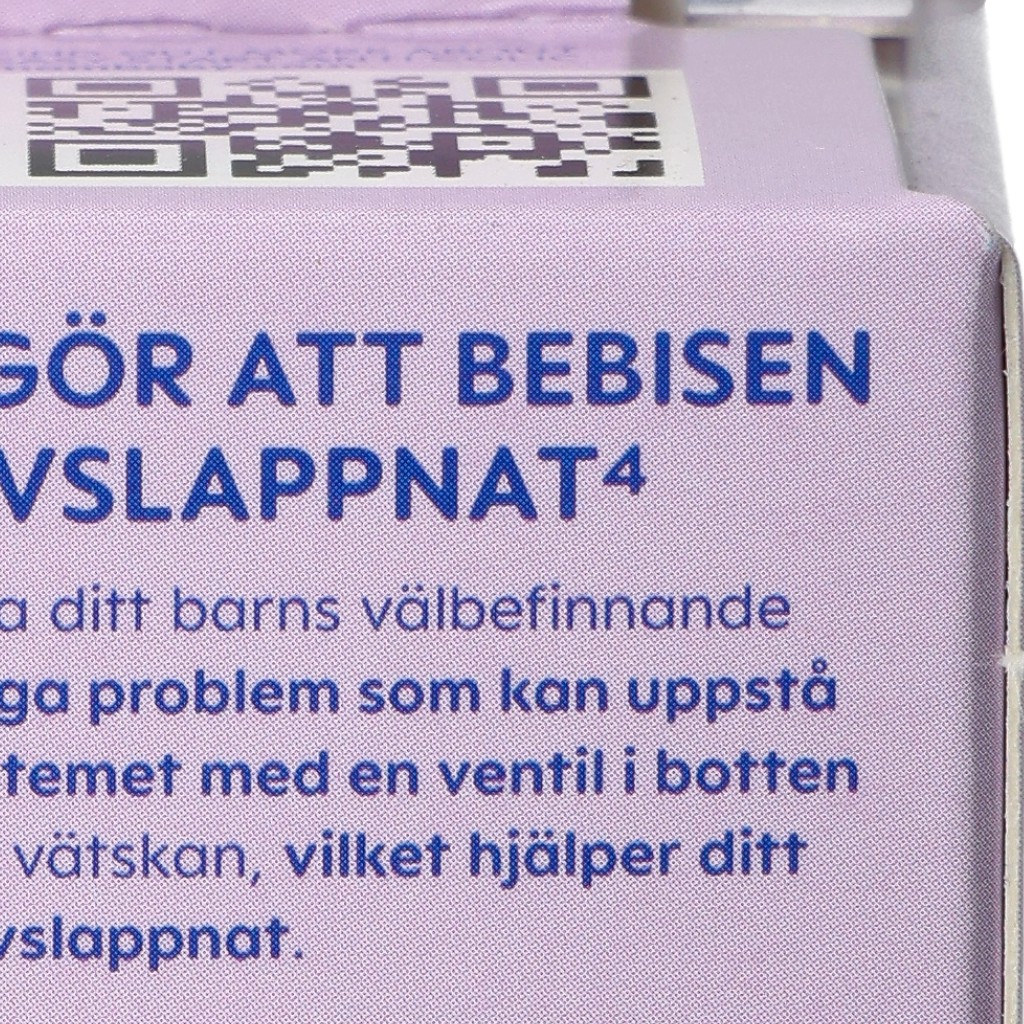 GÖR ATT BEBISEN
VSLAPPNAT⁴
a ditt barns välbefinnande
ga problem som kan uppstå
temet med en ventil i botten
vätskan, vilket hjälper ditt
vslappnat.